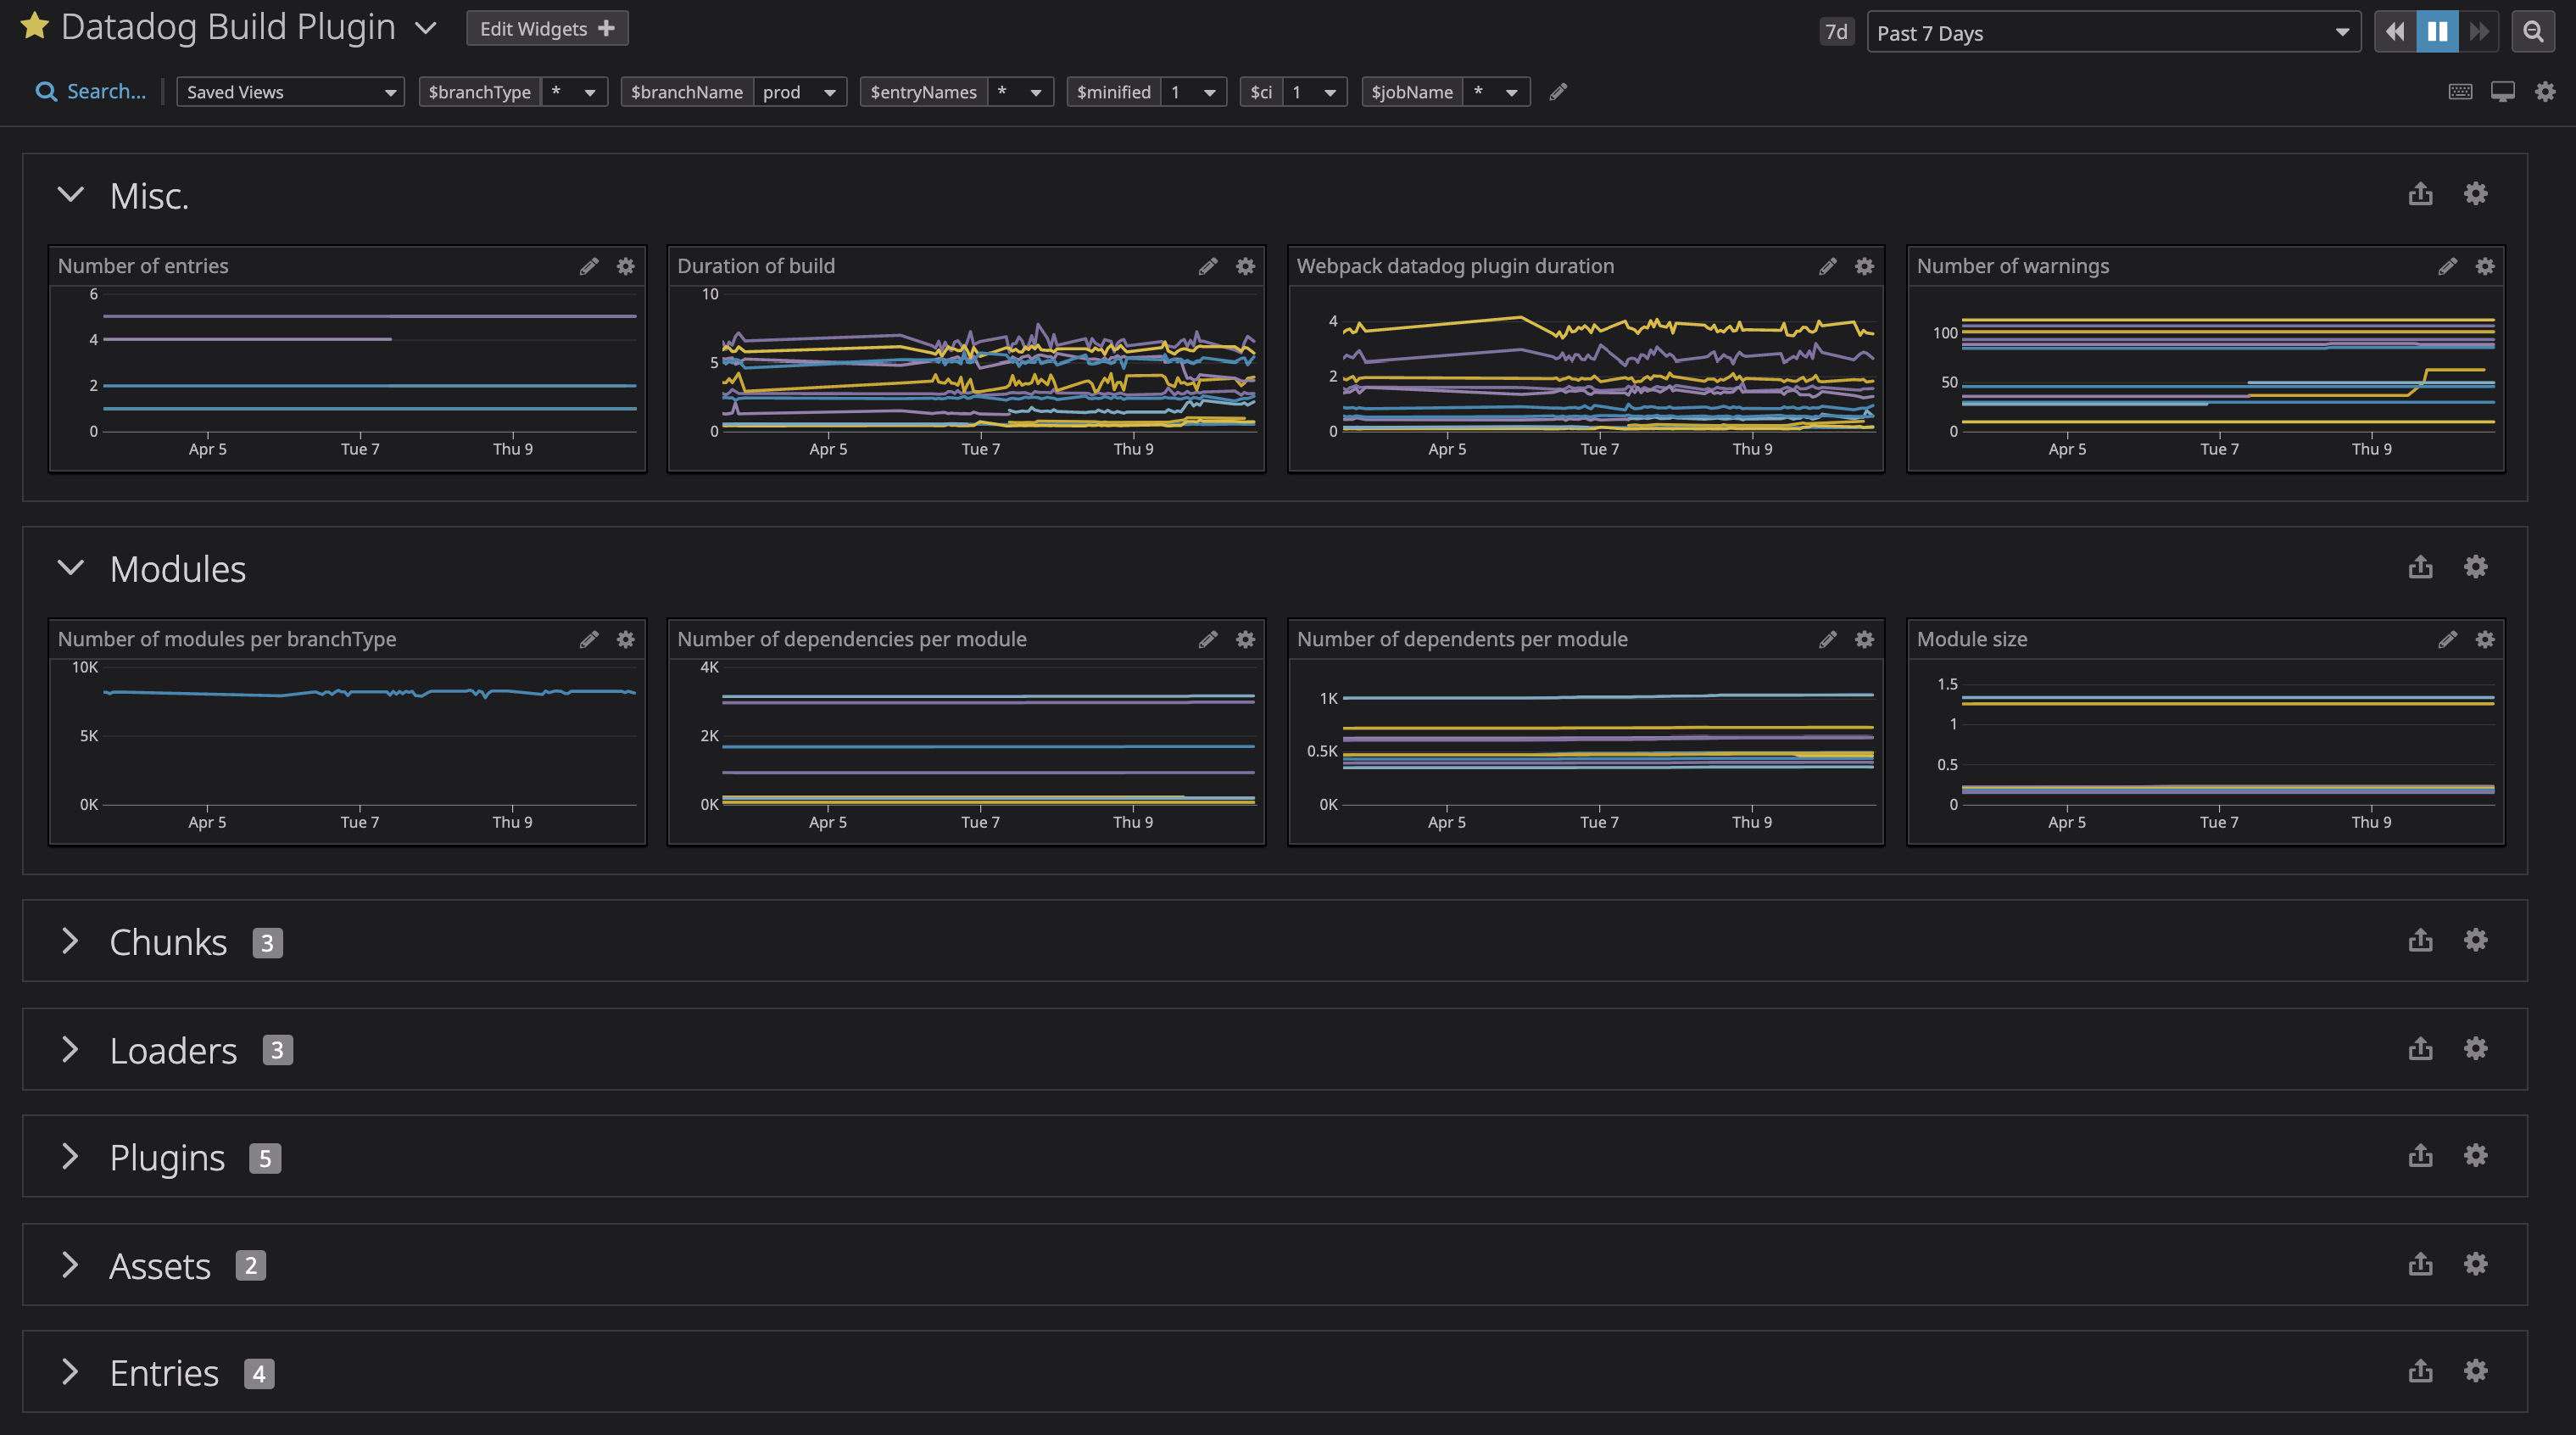 Datadog Build Plugin Edit Widgets + 7d Past 7 Days
Search... Saved Views $branchType * $branchName prod $entryNames * $minified 1 $ci 1 $jobName *
Misc.
Number of entries
6
4
2
0
Apr 5 Tue 7 Thu 9
Duration of build
10
5
0
Apr 5 Tue 7 Thu 9
Webpack datadog plugin duration
4
2
0
Apr 5 Tue 7 Thu 9
Number of warnings
100
50
0
Apr 5 Tue 7 Thu 9
Modules
Number of modules per branchType
10K
5K
0K
Apr 5 Tue 7 Thu 9
Number of dependencies per module
4K
2K
0K
Apr 5 Tue 7 Thu 9
Number of dependents per module
1K
0.5K
0K
Apr 5 Tue 7 Thu 9
Module size
1.5
1
0.5
0
Apr 5 Tue 7 Thu 9
Chunks 3
Loaders 3
Plugins 5
Assets 2
Entries 4